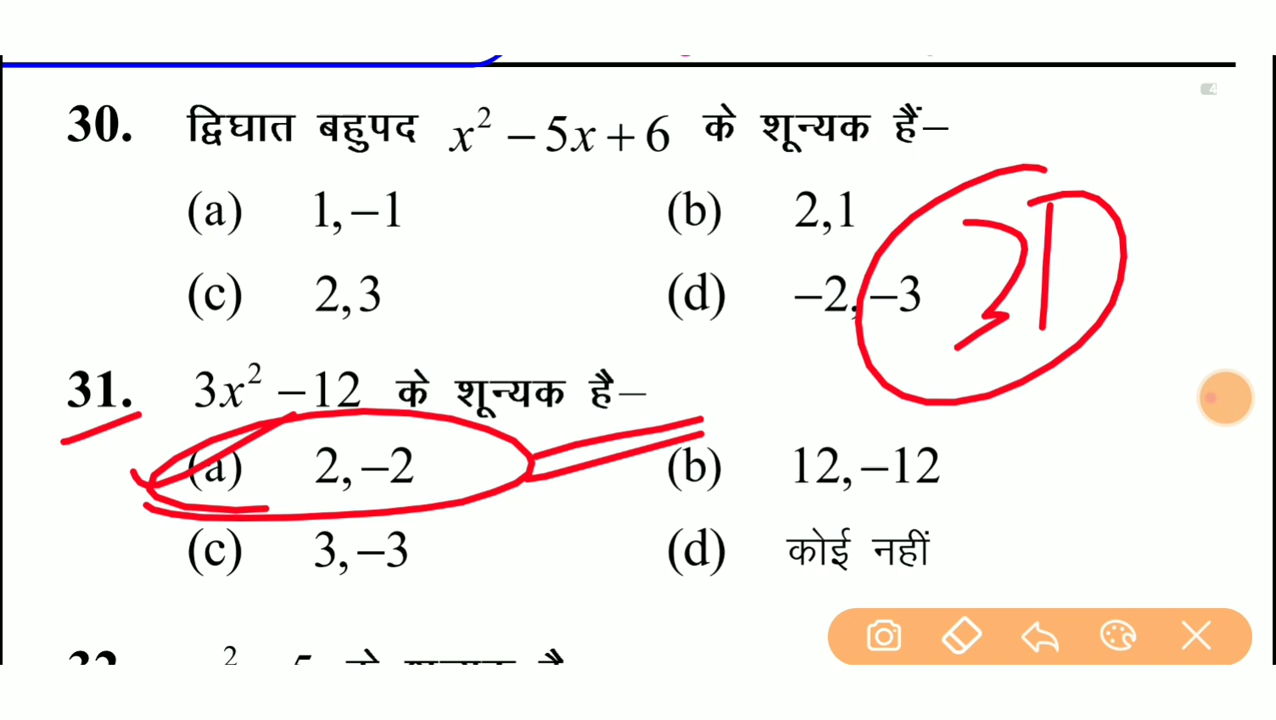 30. द्विघात बहुपद x² − 5x + 6 के शून्यक हैं–
(a) 1, −1 (b) 2, 1
(c) 2, 3 (d) −2, −3
31. 3x² − 12 के शून्यक है–
(a) 2, −2 (b) 12, −12
(c) 3, −3 (d) कोई नहीं